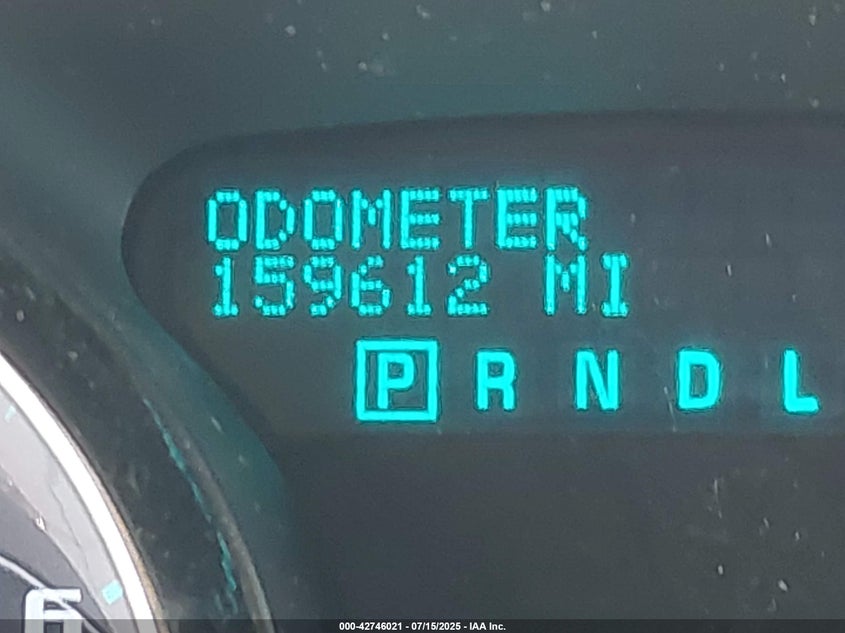 ODOMETER
159612 MI
P R N D L
6
000-42746021 - 07/15/2025 - IAA Inc.